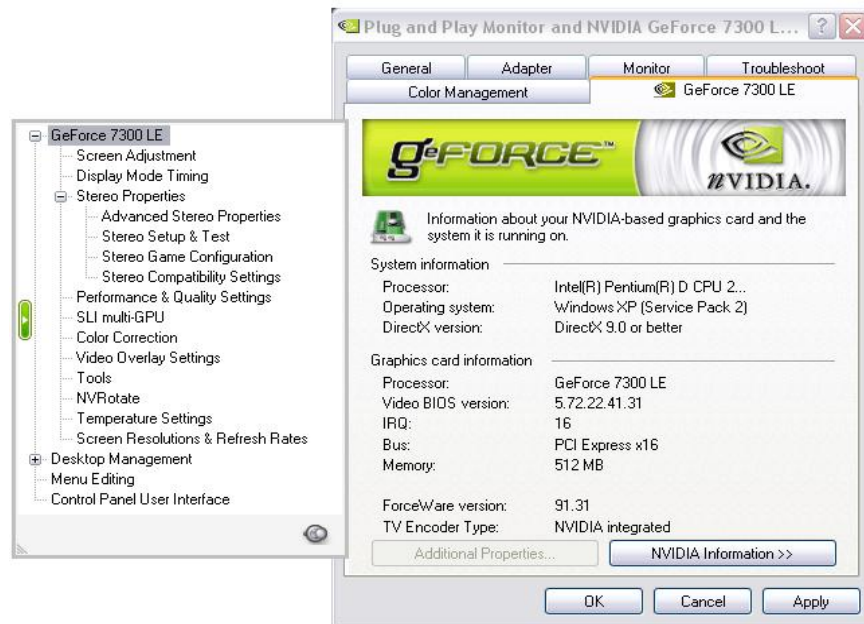 Plug and Play Monitor and NVIDIA GeForce 7300 L...
General Adapter Monitor Troubleshoot
Color Management GeForce 7300 LE
GeForce 7300 LE
Screen Adjustment
Display Mode Timing
Stereo Properties
Advanced Stereo Properties
Stereo Setup & Test
Stereo Game Configuration
Stereo Compatibility Settings
Performance & Quality Settings
SLI multi-GPU
Color Correction
Video Overlay Settings
Tools
NVRotate
Temperature Settings
Screen Resolutions & Refresh Rates
Desktop Management
Menu Editing
Control Panel User Interface
GeFORCE™
nVIDIA.
Information about your NVIDIA-based graphics card and the
system it is running on.
System information
Processor: Intel(R) Pentium(R) D CPU 2...
Operating system: Windows XP (Service Pack 2)
DirectX version: DirectX 9.0 or better
Graphics card information
Processor: GeForce 7300 LE
Video BIOS version: 5.72.22.41.31
IRQ: 16
Bus: PCI Express x16
Memory: 512 MB
ForceWare version: 91.31
TV Encoder Type: NVIDIA integrated
Additional Properties... NVIDIA Information >>
OK Cancel Apply